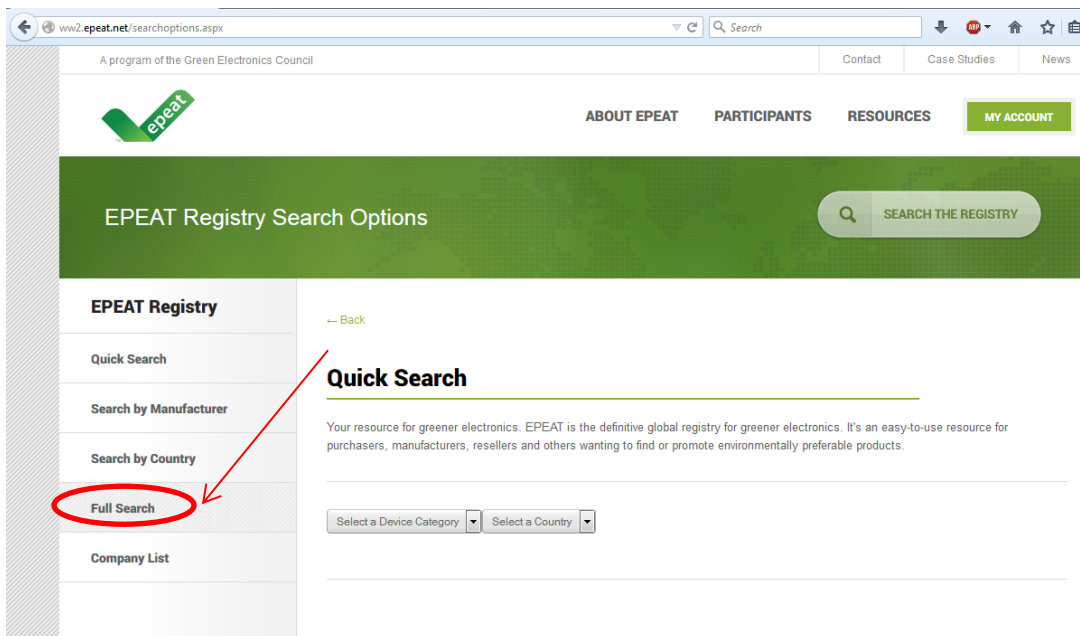 ww2.epeat.net/searchoptions.aspx
Search
ABP
A program of the Green Electronics Council
Contact
Case Studies
News
epeat
ABOUT EPEAT
PARTICIPANTS
RESOURCES
MY ACCOUNT
EPEAT Registry Search Options
SEARCH THE REGISTRY
EPEAT Registry
Quick Search
Search by Manufacturer
Search by Country
Full Search
Company List
← Back
Quick Search
Your resource for greener electronics. EPEAT is the definitive global registry for greener electronics. It's an easy-to-use resource for
purchasers, manufacturers, resellers and others wanting to find or promote environmentally preferable products.
Select a Device Category
Select a Country